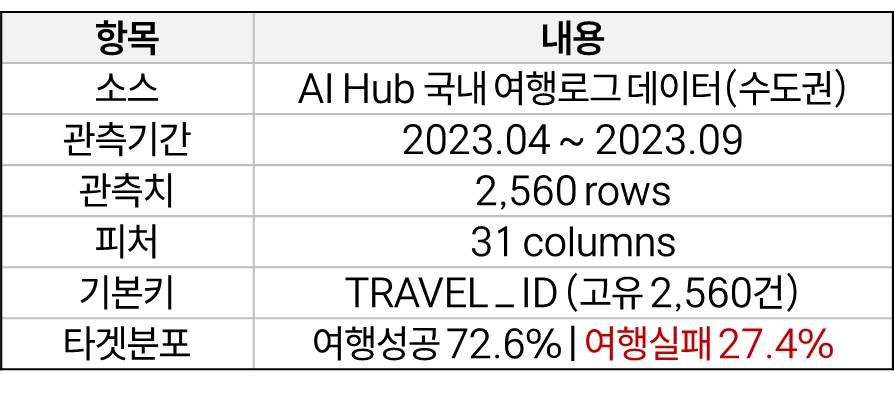 항목 내용
소스 AI Hub 국내 여행로그 데이터(수도권)
관측기간 2023.04 ~ 2023.09
관측치 2,560 rows
피처 31 columns
기본키 TRAVEL_ID (고유 2,560건)
타겟분포 여행성공 72.6% | 여행실패 27.4%